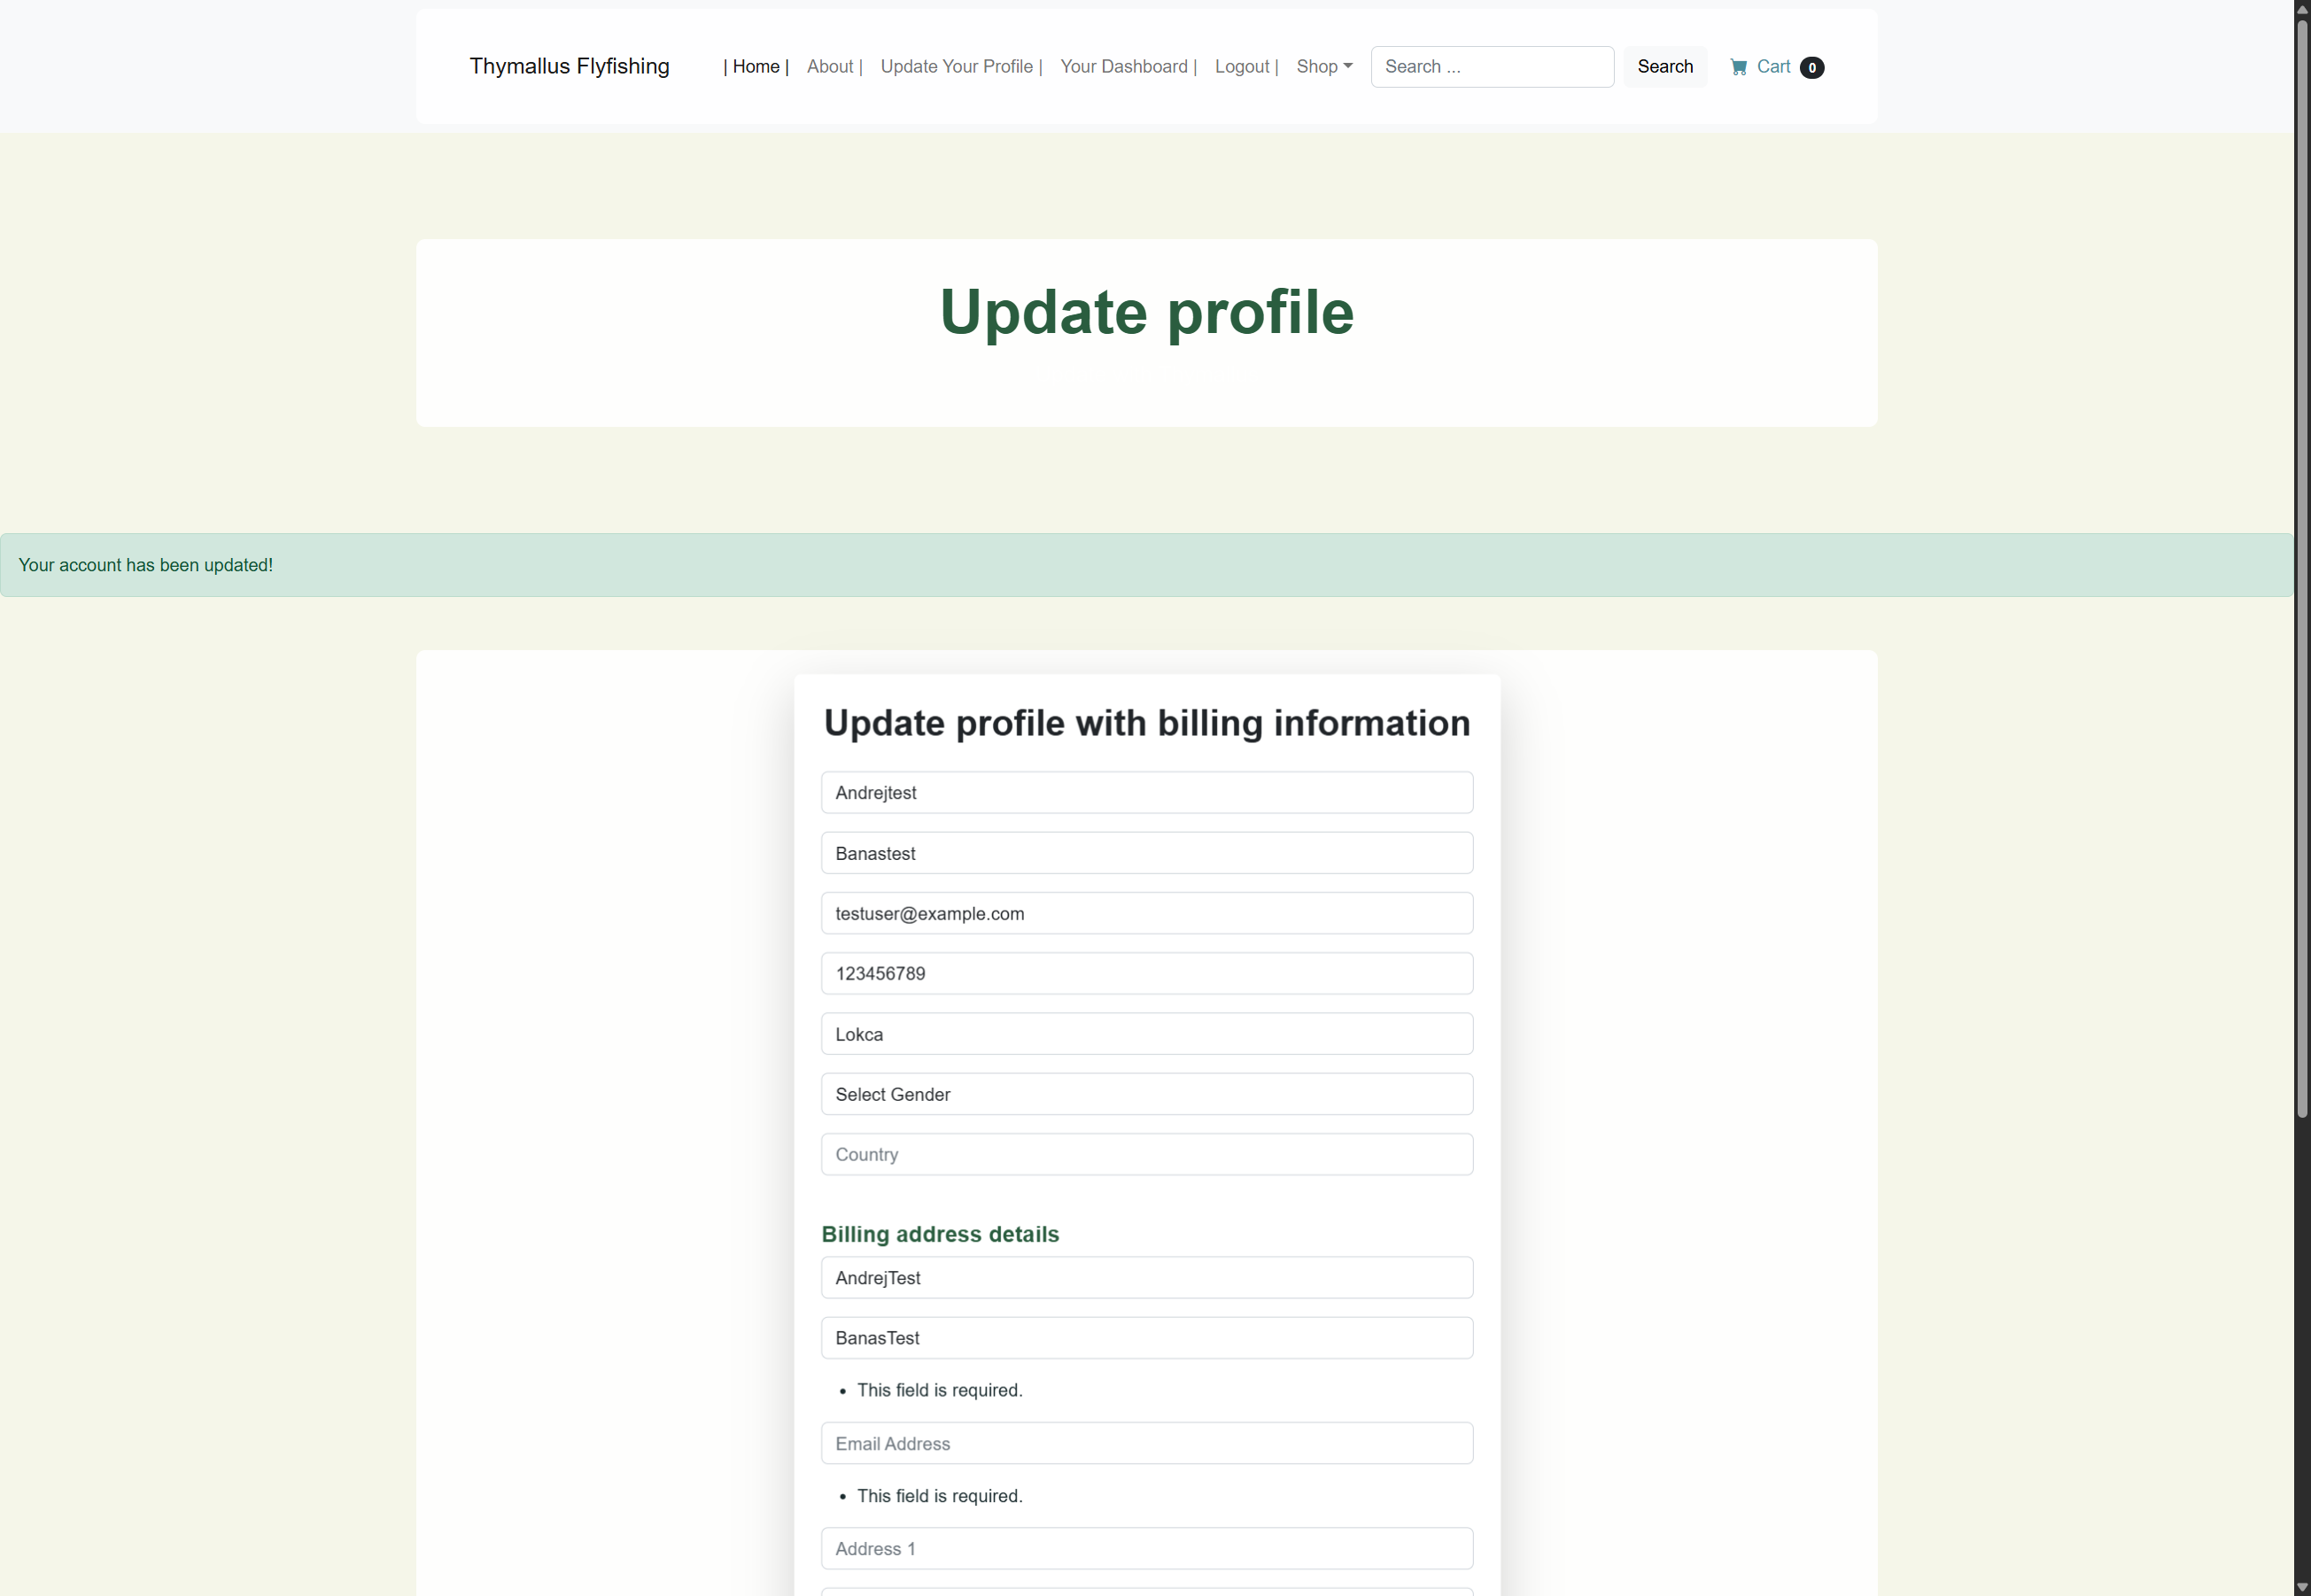 Thymallus Flyfishing | Home | About | Update Your Profile | Your Dashboard | Logout | Shop Search ... Search Cart 0
Update profile
Your account has been updated!
Update profile with billing information
Andrejtest
Banastest
testuser@example.com
123456789
Lokca
Select Gender
Country
Billing address details
AndrejTest
BanasTest
• This field is required.
Email Address
• This field is required.
Address 1